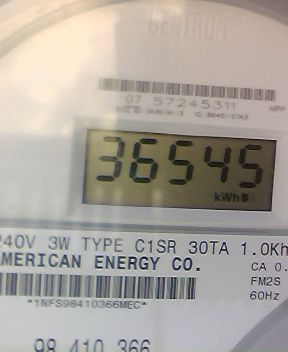 CENTRON®
07 57245311
36545
kWh
240V 3W TYPE C1SR 30TA 1.0Kh
AMERICAN ENERGY CO.
CA 0.
FM2S
60Hz
*1NFS98410366MEC*
98 410 366